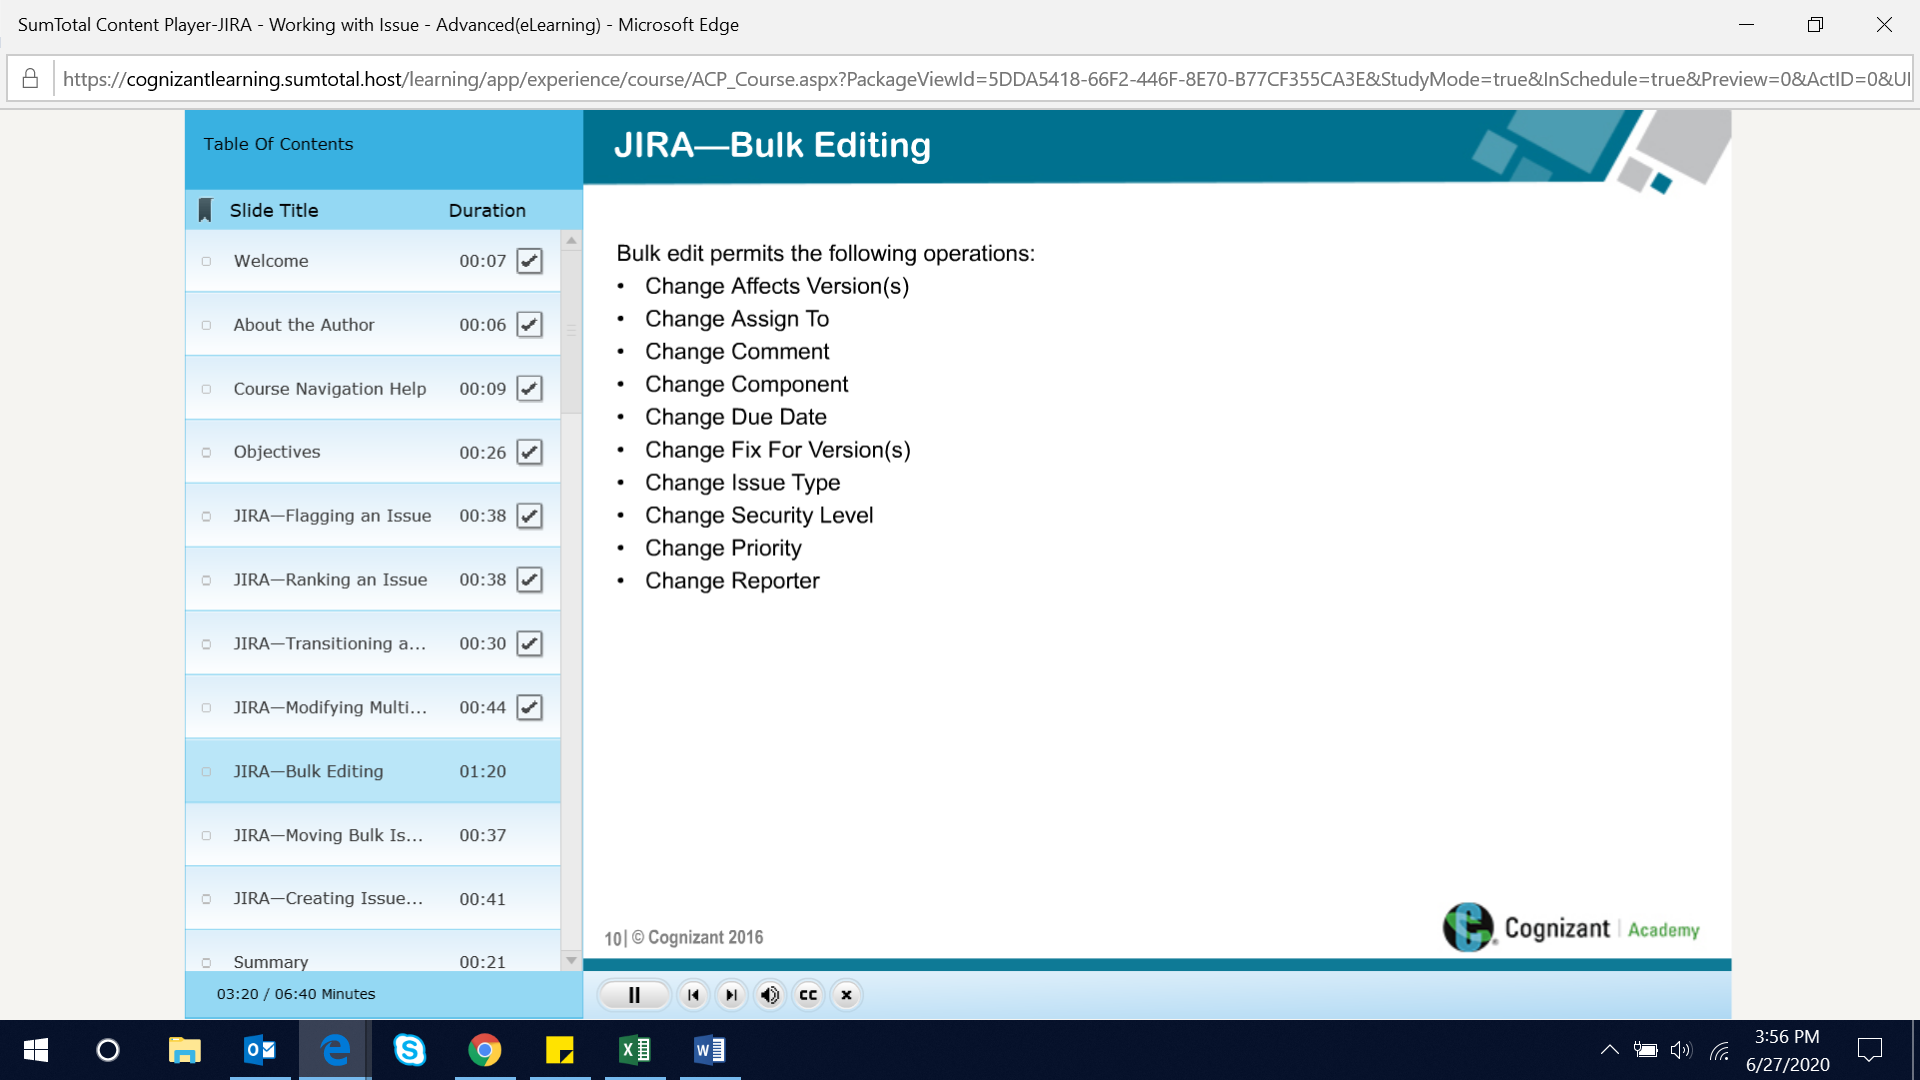 SumTotal Content Player-JIRA - Working with Issue - Advanced(eLearning) - Microsoft Edge
https://cognizantlearning.sumtotal.host/learning/app/experience/course/ACP_Course.aspx?PackageViewId=5DDA5418-66F2-446F-8E70-B77CF355CA3E&StudyMode=true&InSchedule=true&Preview=0&ActID=0&UI
Table Of Contents
Slide Title Duration
Welcome 00:07
About the Author 00:06
Course Navigation Help 00:09
Objectives 00:26
JIRA—Flagging an Issue 00:38
JIRA—Ranking an Issue 00:38
JIRA—Transitioning a... 00:30
JIRA—Modifying Multi... 00:44
JIRA—Bulk Editing 01:20
JIRA—Moving Bulk Is... 00:37
JIRA—Creating Issue... 00:41
Summary 00:21
03:20 / 06:40 Minutes
JIRA—Bulk Editing
Bulk edit permits the following operations:
• Change Affects Version(s)
• Change Assign To
• Change Comment
• Change Component
• Change Due Date
• Change Fix For Version(s)
• Change Issue Type
• Change Security Level
• Change Priority
• Change Reporter
10| © Cognizant 2016
Cognizant | Academy
CC
3:56 PM
6/27/2020